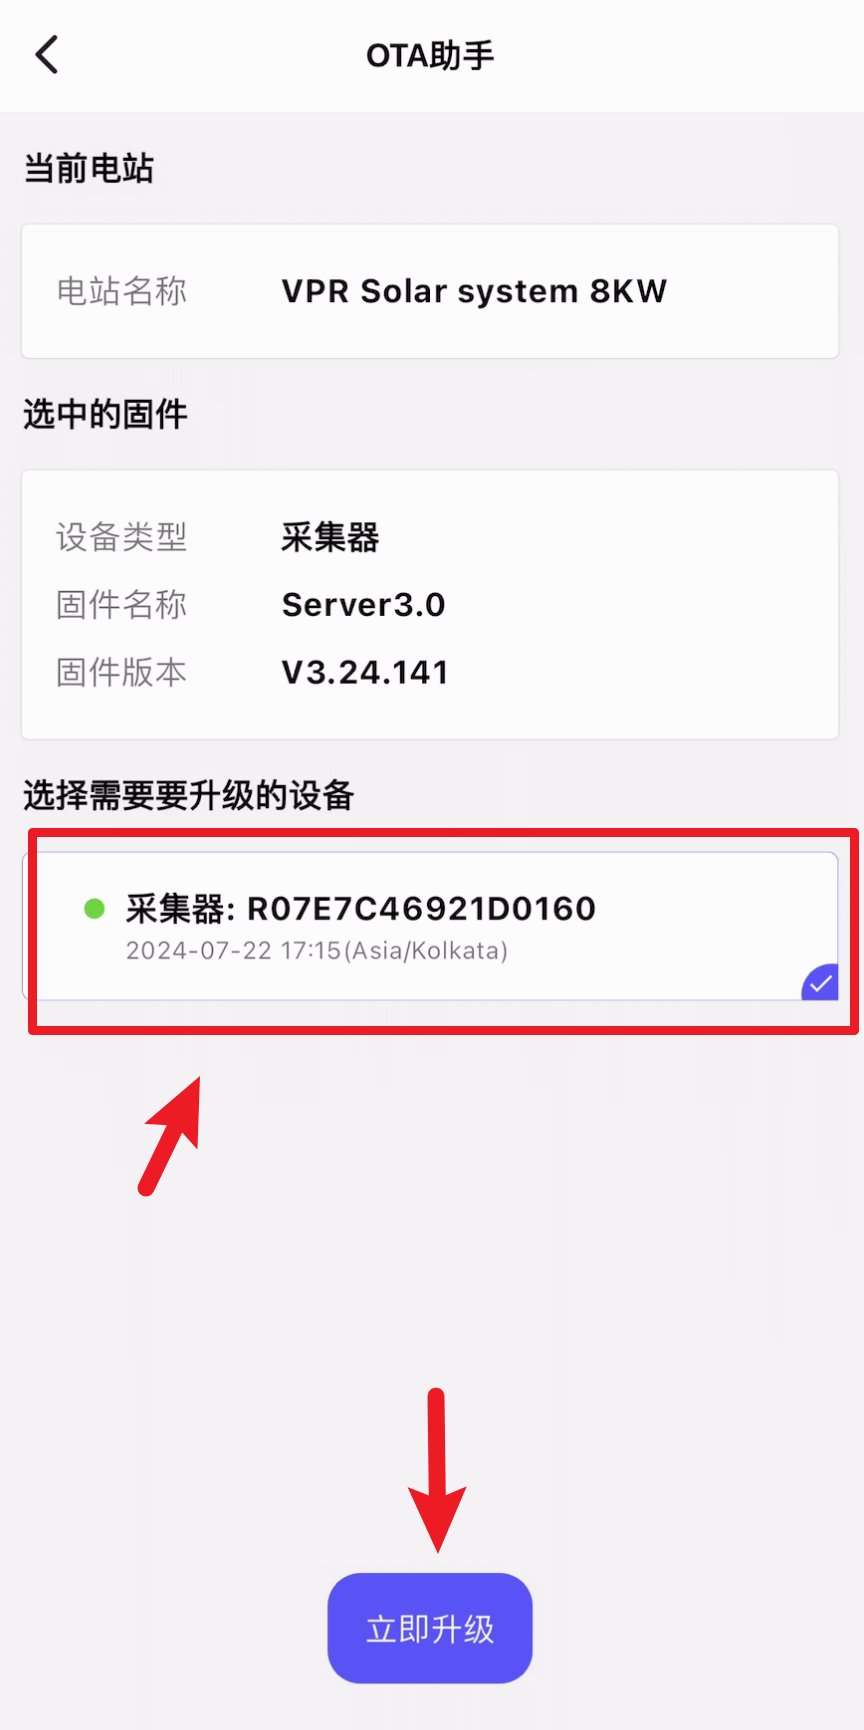 OTA助手
当前电站
电站名称 VPR Solar system 8KW
选中的固件
设备类型 采集器
固件名称 Server3.0
固件版本 V3.24.141
选择需要要升级的设备
采集器: R07E7C46921D0160
2024-07-22 17:15(Asia/Kolkata)
立即升级